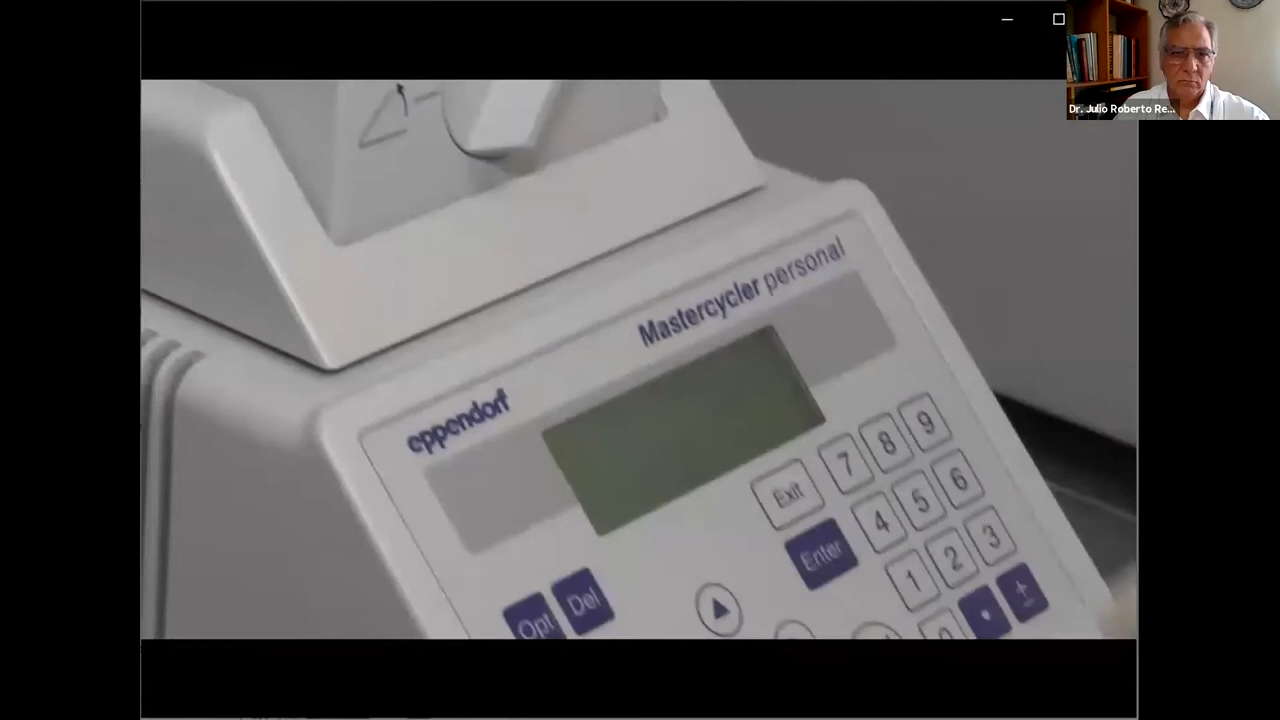 Dr. Julio Roberto Re...
Mastercycler personal
eppendorf
7 8 9
Exit 4 5 6
Enter 1 2 3
Opt Del 0 • ±